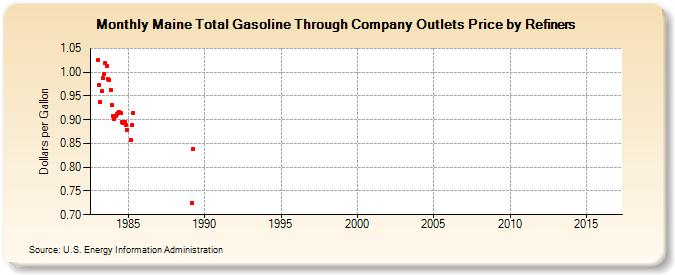 Monthly Maine Total Gasoline Through Company Outlets Price by Refiners
Dollars per Gallon
1.05
1.00
0.95
0.90
0.85
0.80
0.75
0.70
1985 1990 1995 2000 2005 2010 2015
Source: U.S. Energy Information Administration